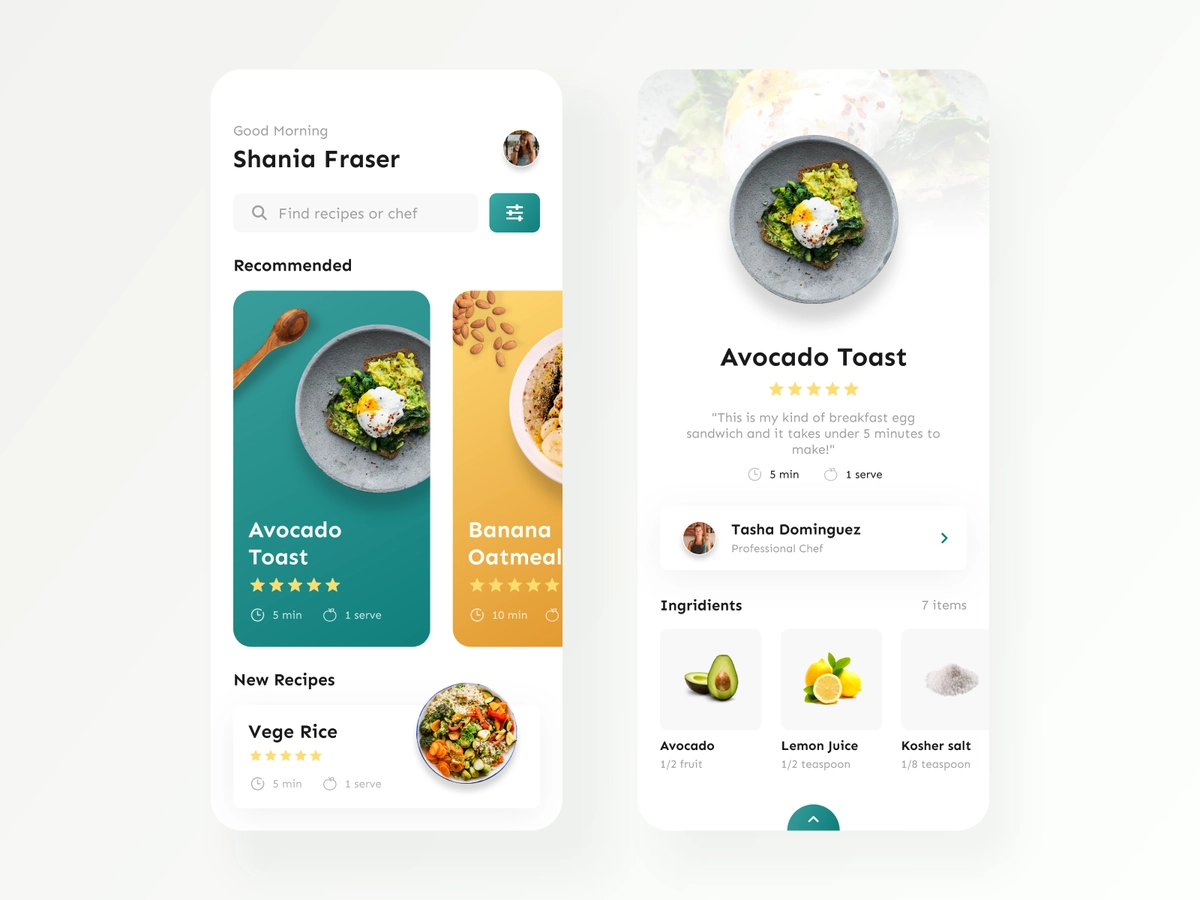 Good Morning
Shania Fraser
Find recipes or chef
Recommended
Avocado
Toast
5 min
1 serve
Banana
Oatmeal
10 min
New Recipes
Vege Rice
5 min
1 serve
Avocado Toast
"This is my kind of breakfast egg
sandwich and it takes under 5 minutes to
make!"
5 min
1 serve
Tasha Dominguez
Professional Chef
Ingridients
7 items
Avocado
1/2 fruit
Lemon Juice
1/2 teaspoon
Kosher salt
1/8 teaspoon